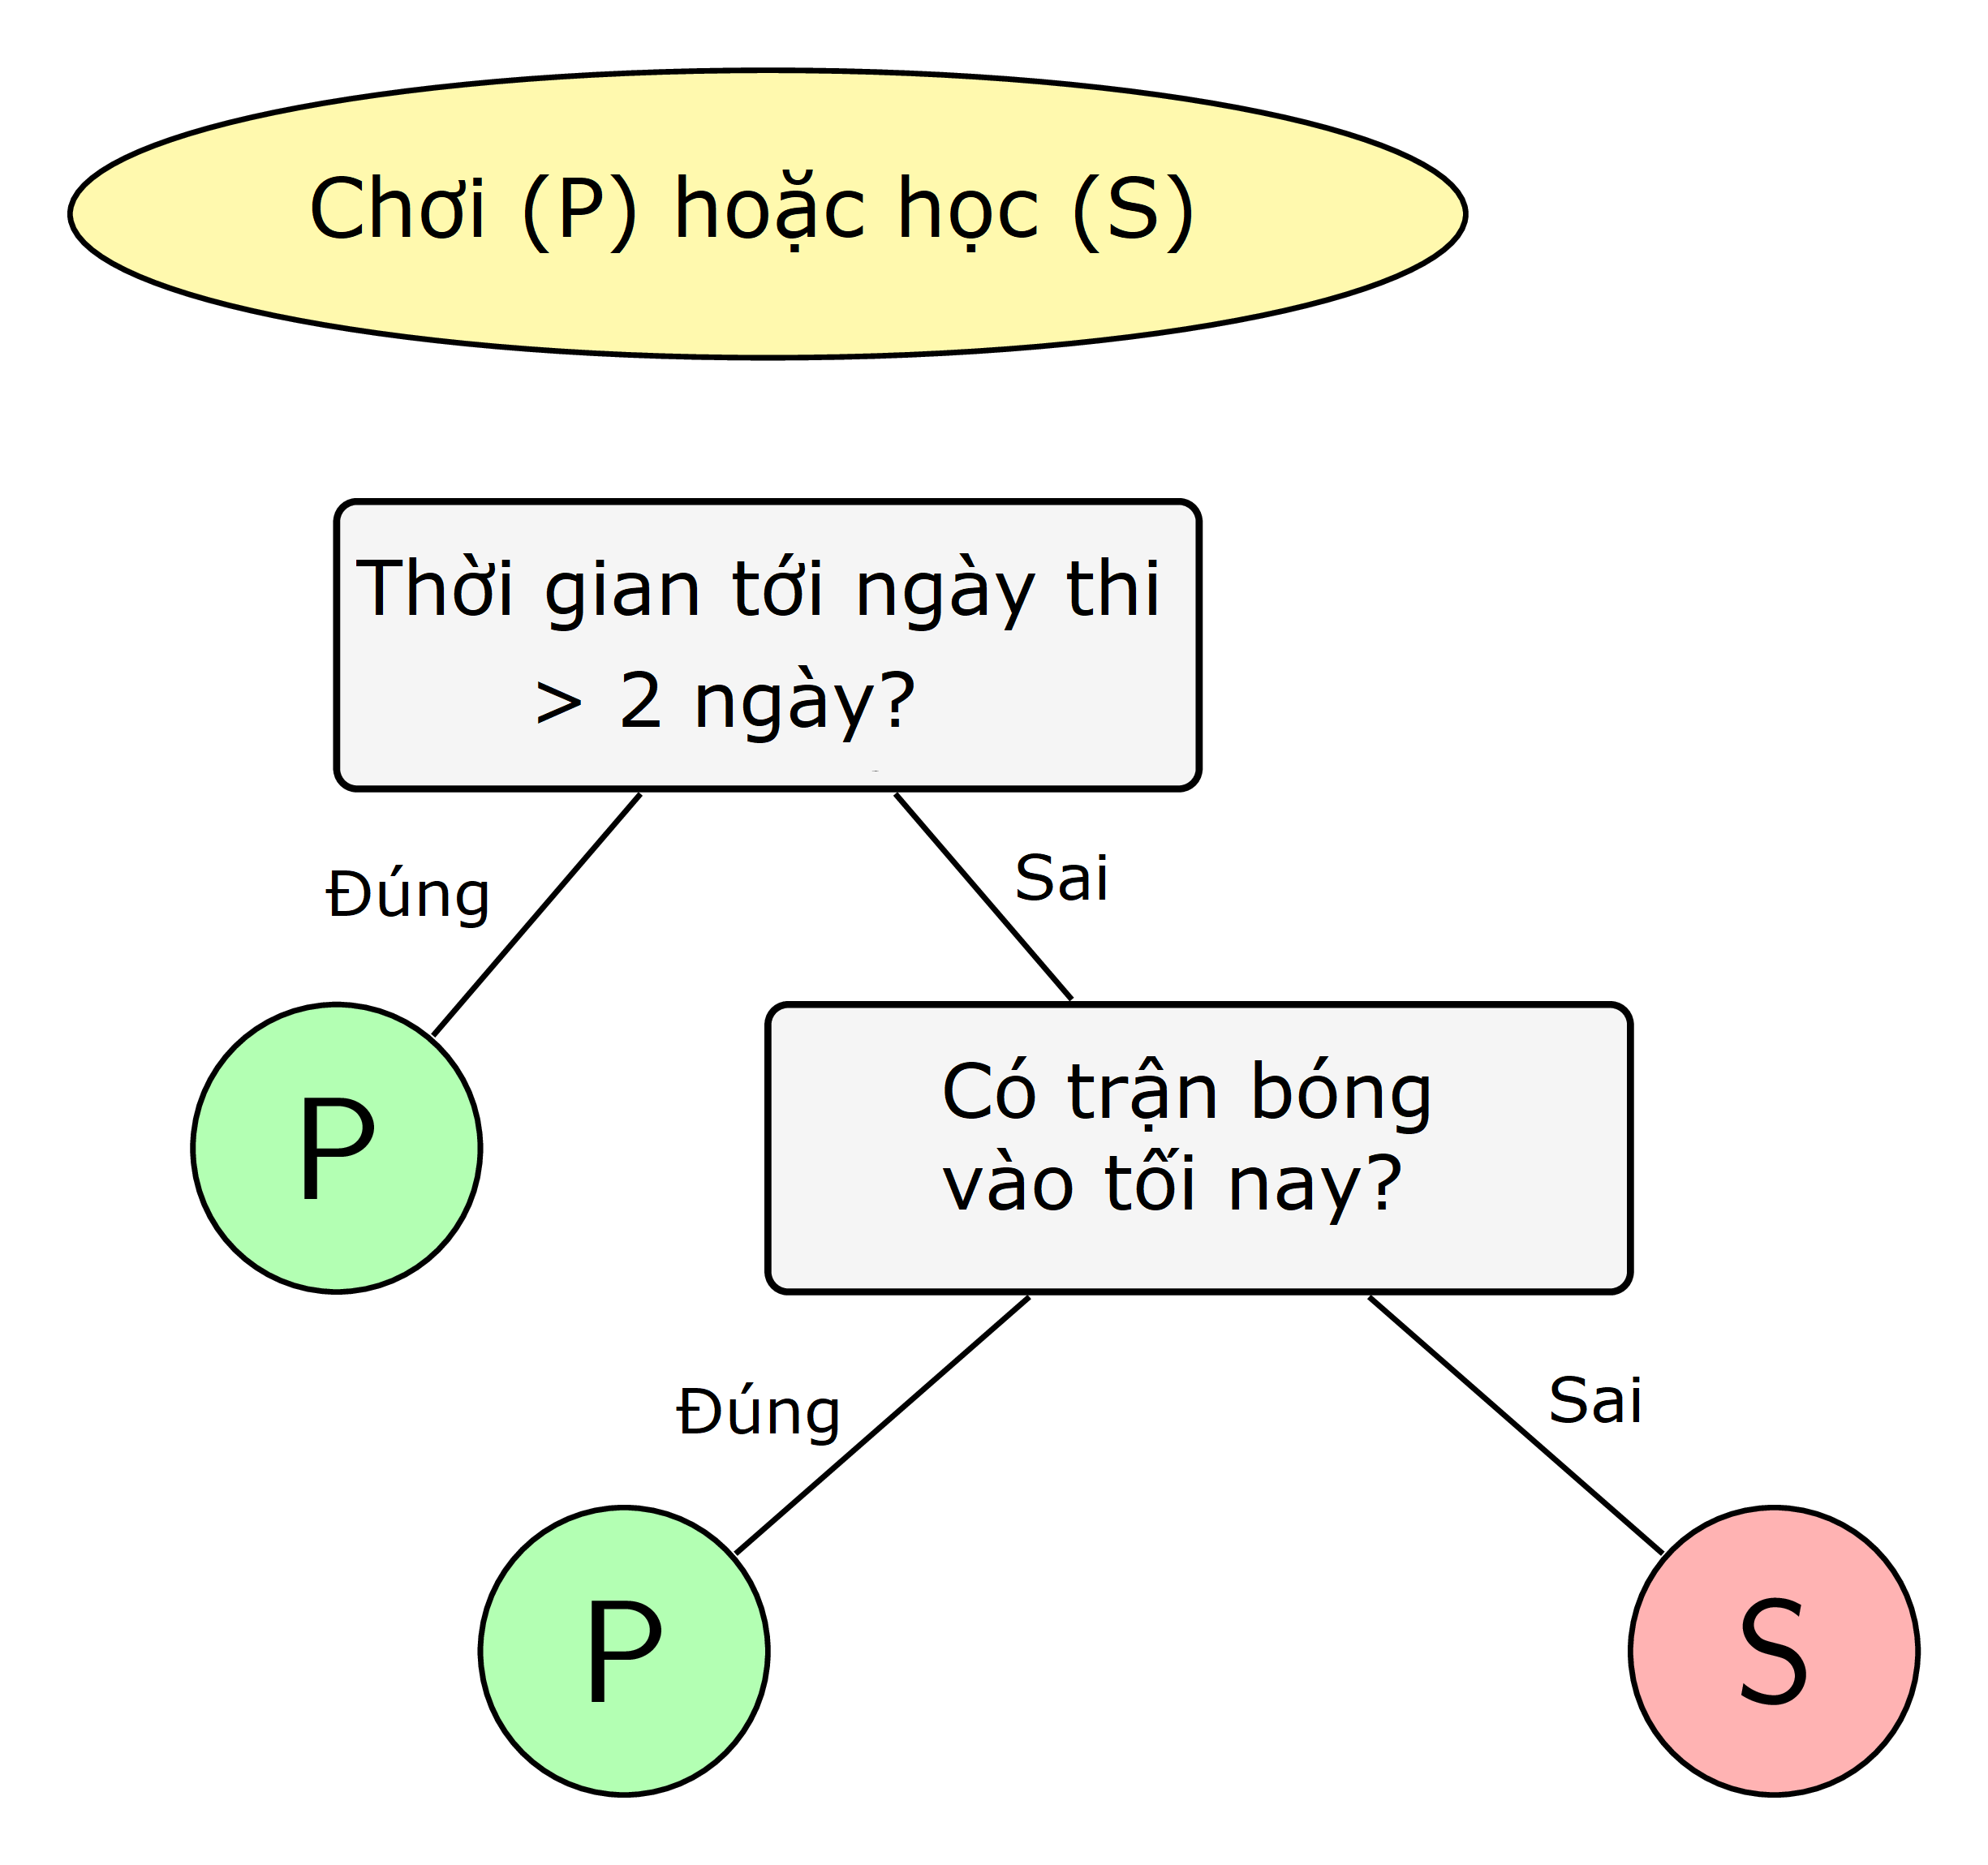 Chơi (P) hoặc học (S)
Thời gian tới ngày thi
> 2 ngày?
Đúng
Sai
P
Có trận bóng
vào tối nay?
Đúng
Sai
P
S